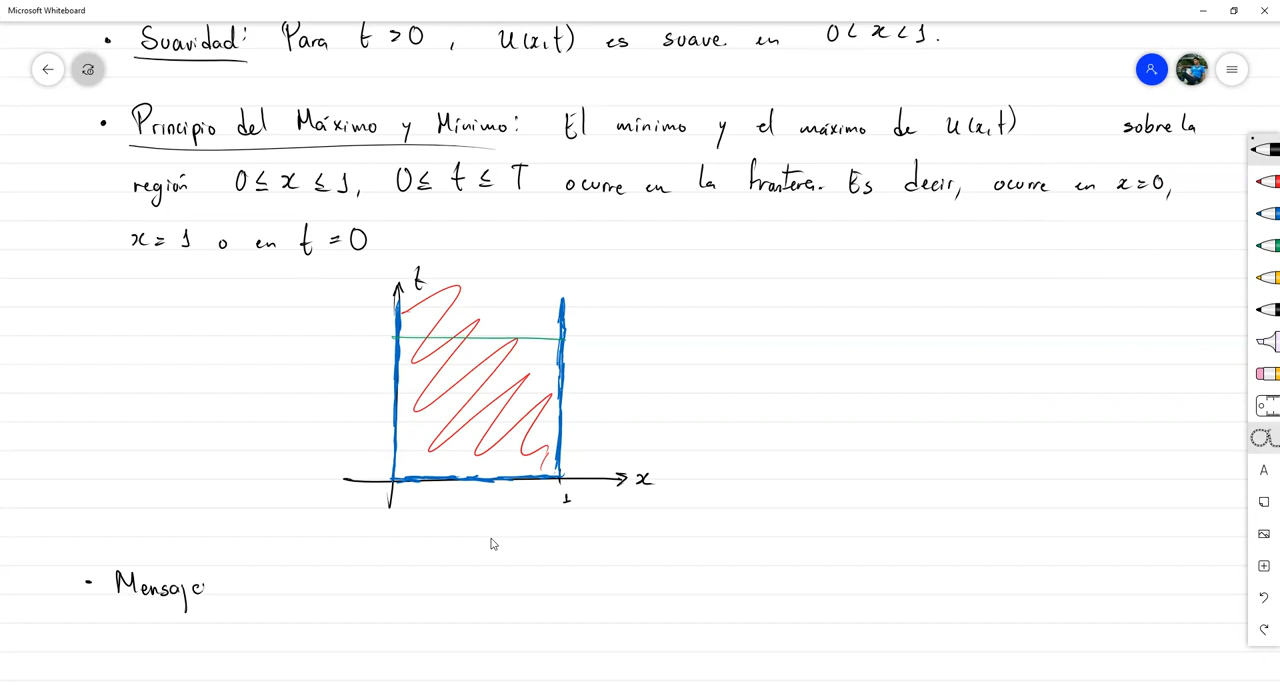 Microsoft Whiteboard
• Suavidad: Para t > 0, u(x,t) es suave en 0 < x < 1.
• Principio del Máximo y Mínimo: El mínimo y el máximo de u(x,t) sobre la
región 0 ≤ x ≤ 1, 0 ≤ t ≤ T ocurre en la frontera. Es decir, ocurre en x=0,
x = 1 o en t = 0
t
x
1
• Mensaje
A